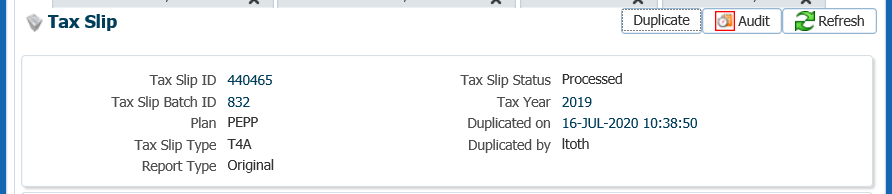 Tax Slip
Duplicate Audit Refresh
Tax Slip ID 440465 Tax Slip Status Processed
Tax Slip Batch ID 832 Tax Year 2019
Plan PEPP Duplicated on 16-JUL-2020 10:38:50
Tax Slip Type T4A Duplicated by ltoth
Report Type Original